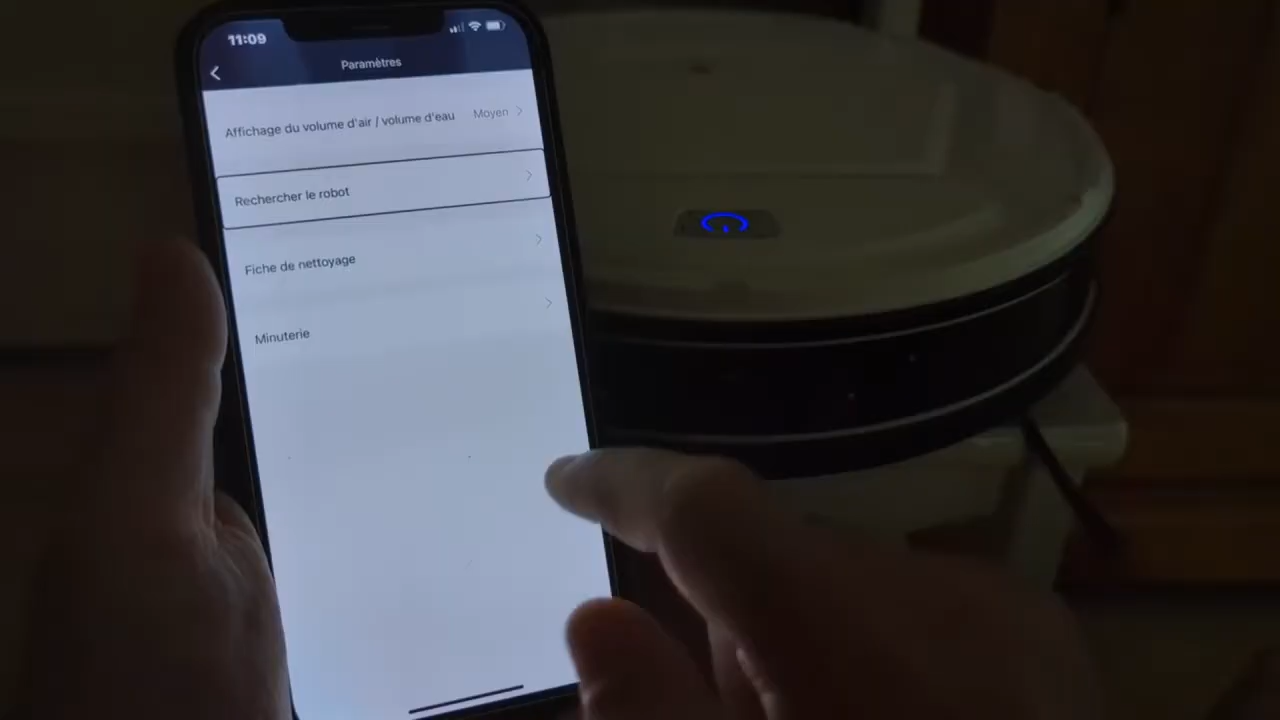 11:09
Paramètres
Affichage du volume d'air / volume d'eau Moyen
Rechercher le robot
Fiche de nettoyage
Minuterie